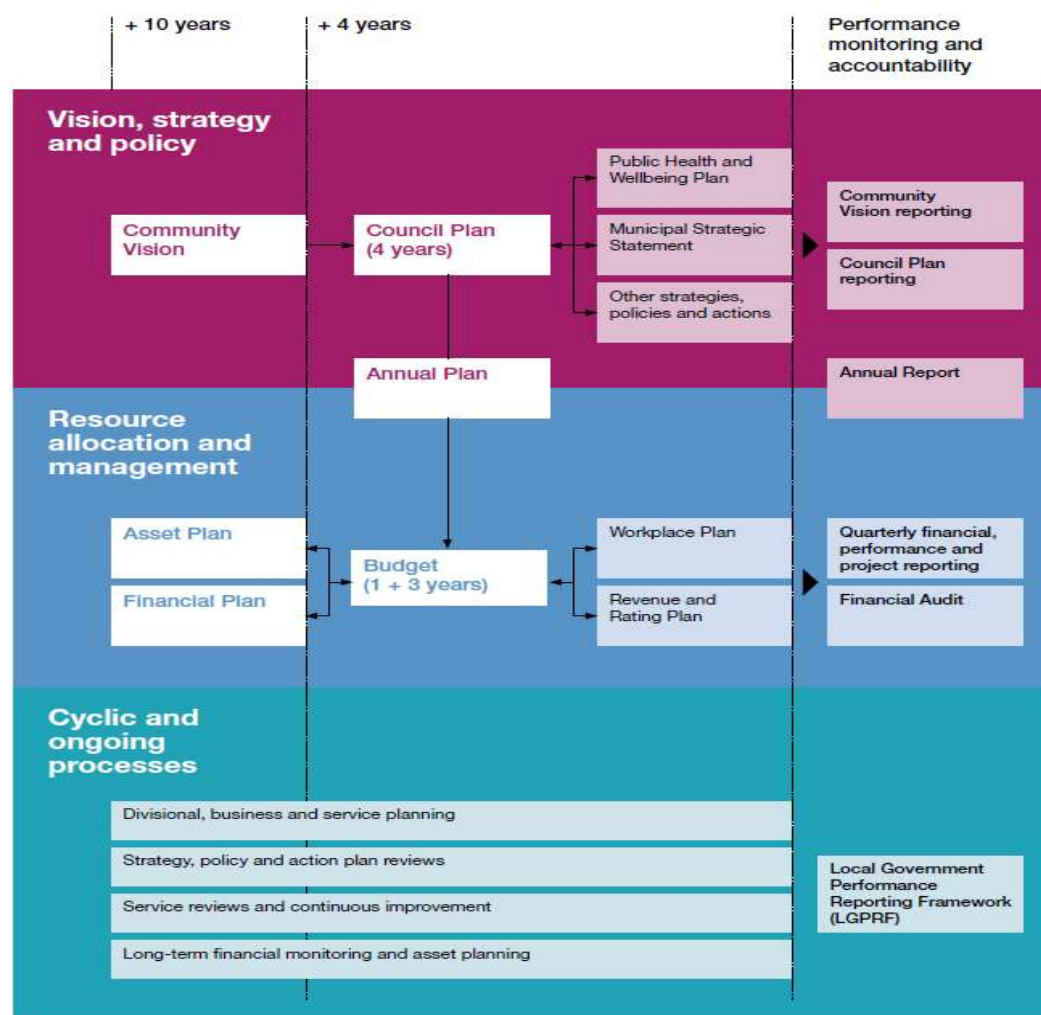 + 10 years
+ 4 years
Performance
monitoring and
accountability
Vision, strategy
and policy
Community
Vision
Council Plan
(4 years)
Public Health and
Wellbeing Plan
Municipal Strategic
Statement
Other strategies,
policies and actions
Community
Vision reporting
Council Plan
reporting
Annual Plan
Annual Report
Resource
allocation and
management
Asset Plan
Financial Plan
Budget
(1 + 3 years)
Workplace Plan
Revenue and
Rating Plan
Quarterly financial,
performance and
project reporting
Financial Audit
Cyclic and
ongoing
processes
Divisional, business and service planning
Strategy, policy and action plan reviews
Service reviews and continuous improvement
Long-term financial monitoring and asset planning
Local Government
Performance
Reporting Framework
(LGPRF)